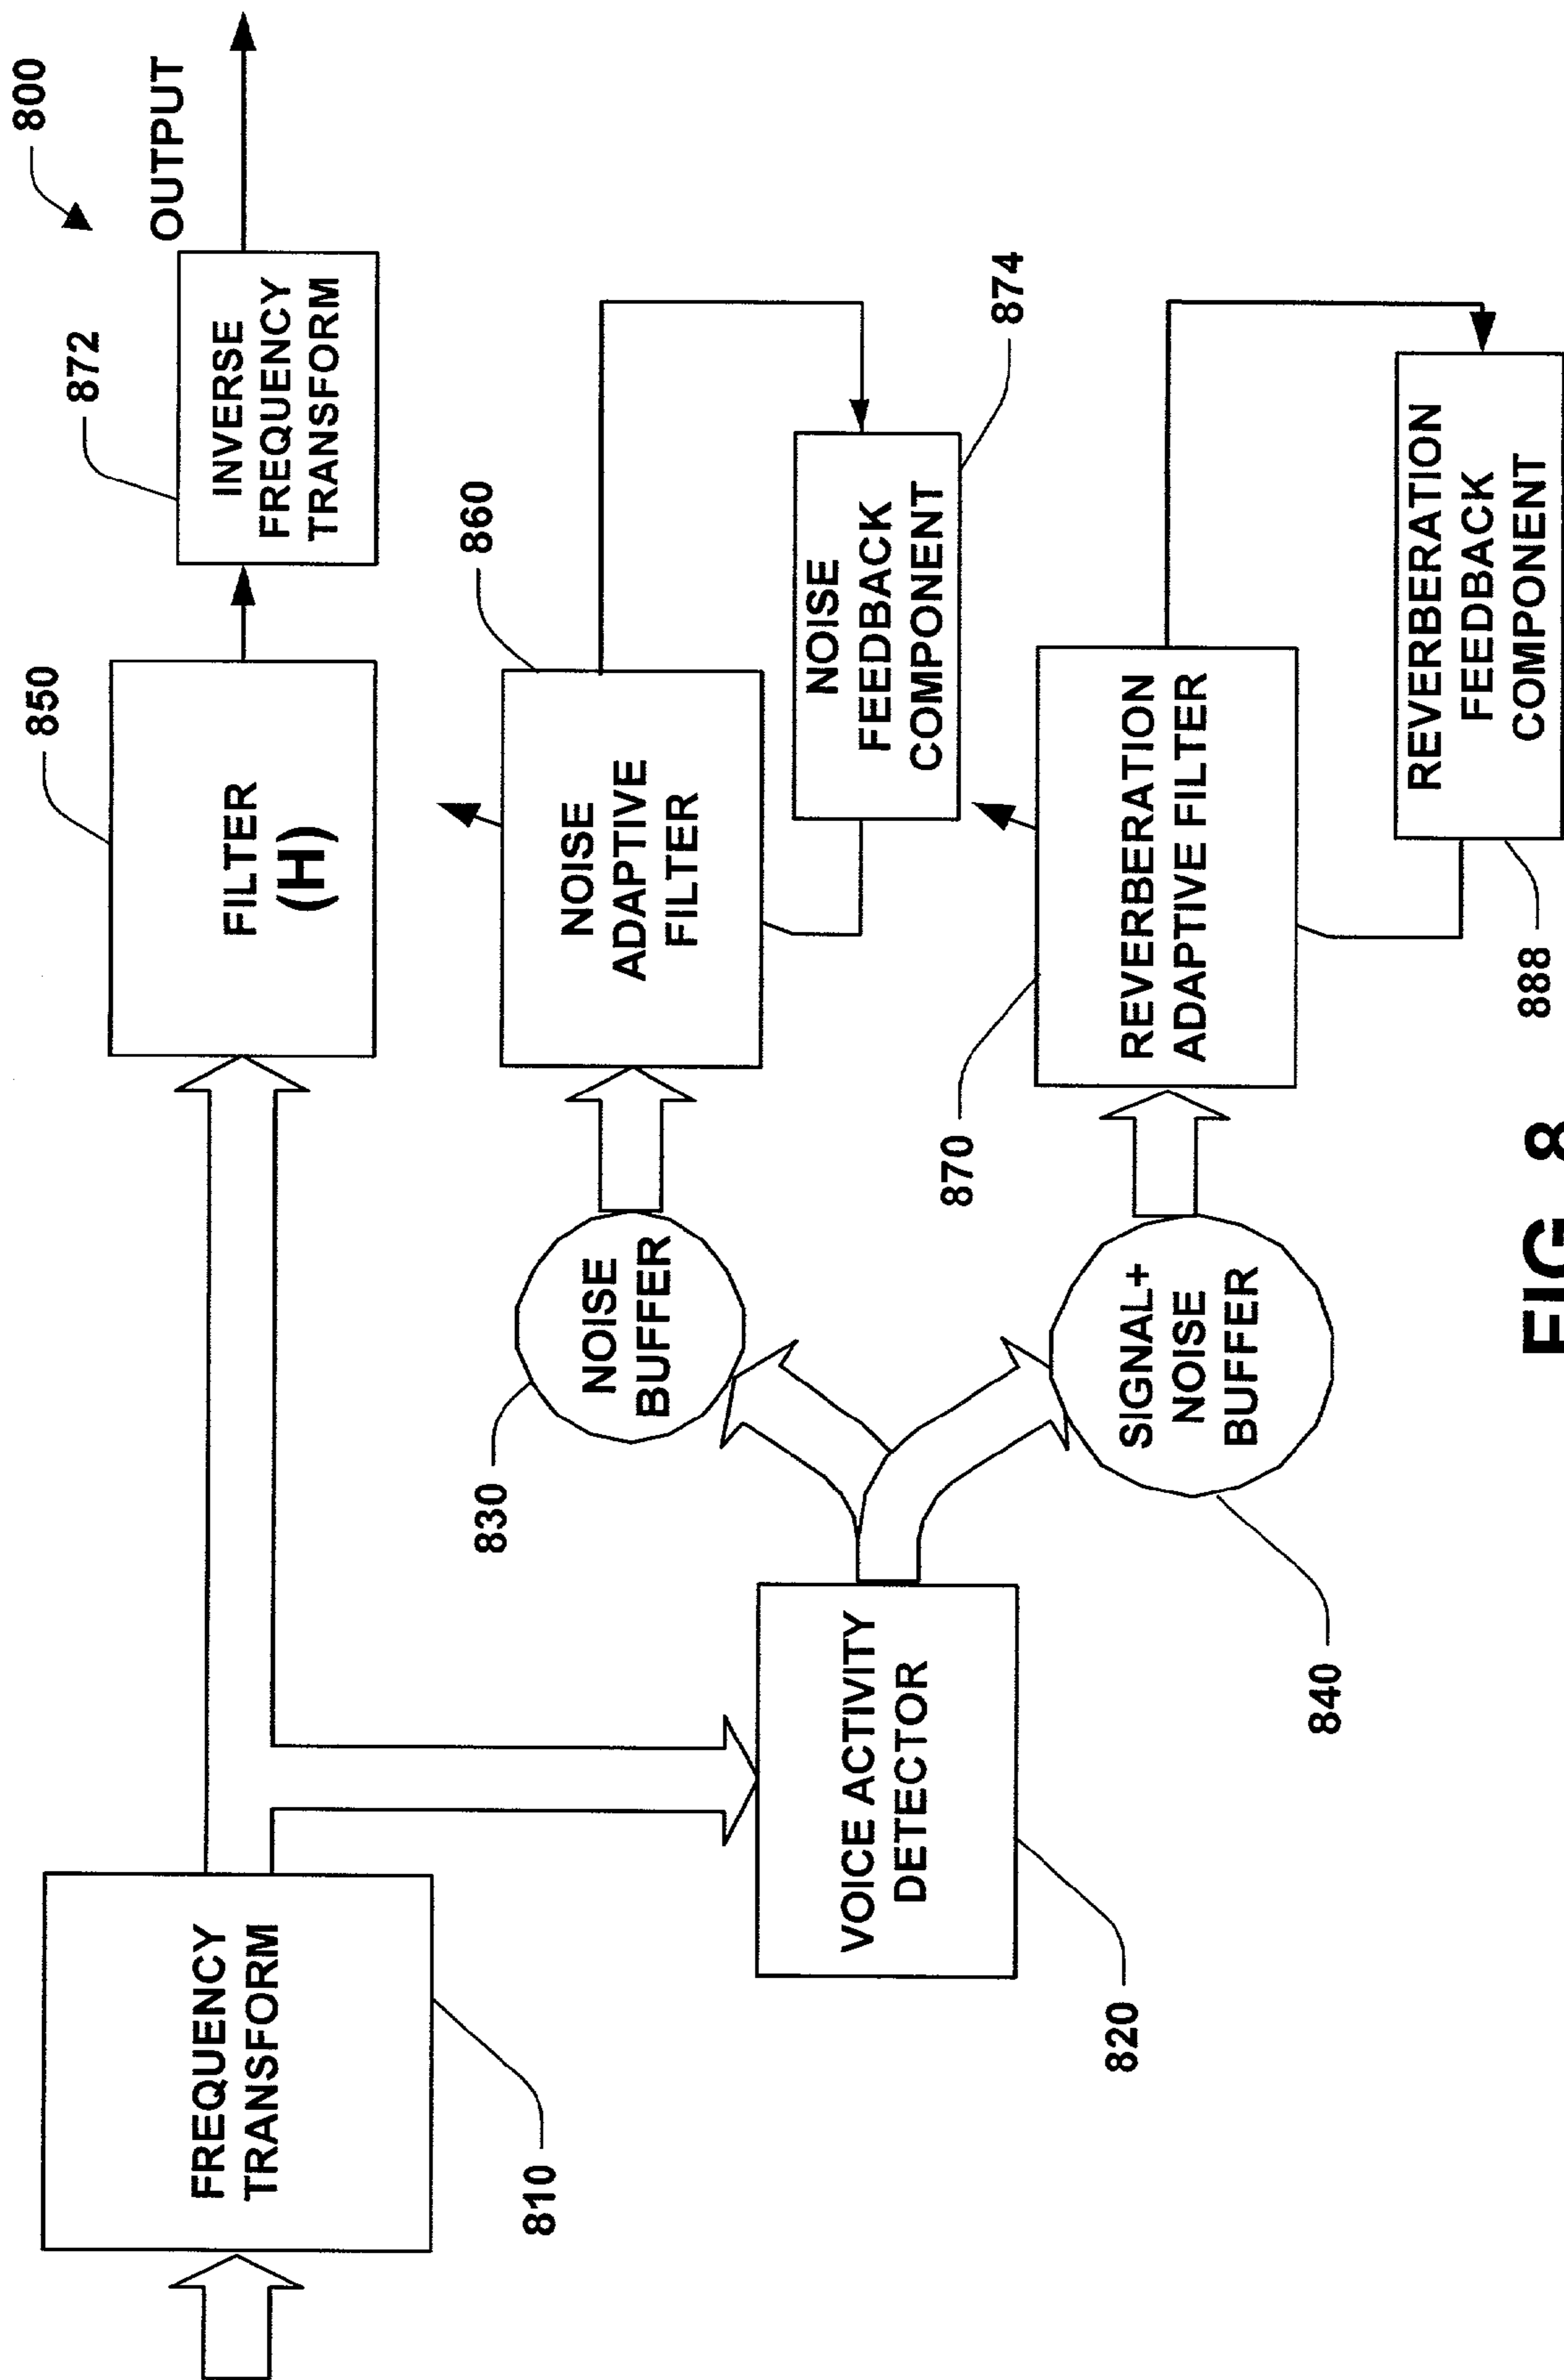 800
OUTPUT
872
INVERSE
FREQUENCY
TRANSFORM
850
FILTER
(H)
FREQUENCY
TRANSFORM
810
860
NOISE
ADAPTIVE
FILTER
NOISE
BUFFER
830
874
NOISE
FEEDBACK
COMPONENT
VOICE ACTIVITY
DETECTOR
820
870
REVERBERATION
ADAPTIVE FILTER
SIGNAL+
NOISE
BUFFER
840
REVERBERATION
FEEDBACK
COMPONENT
888
FIG. 8